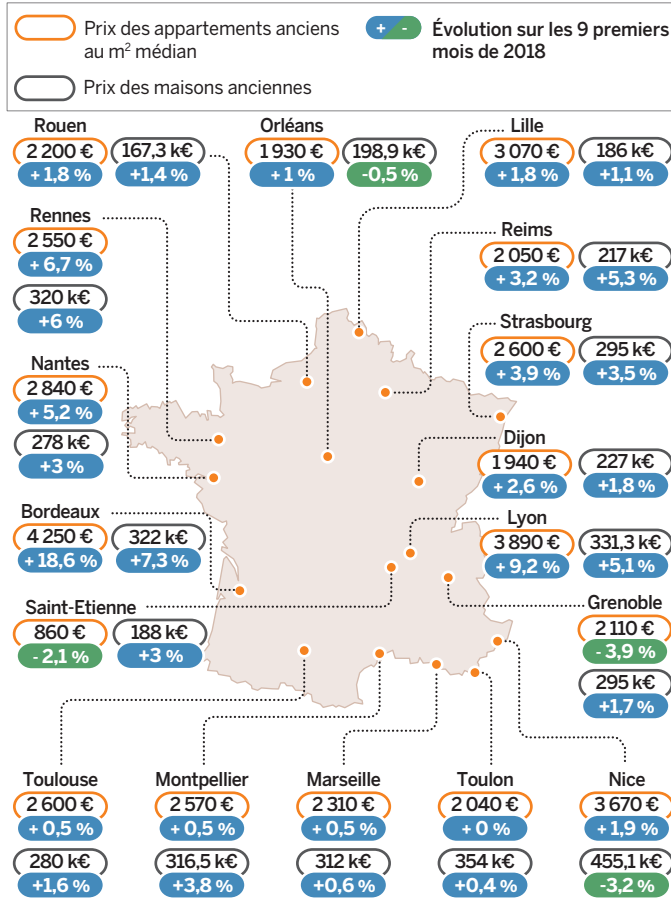 Prix des appartements anciens
au m² médian
Prix des maisons anciennes
+ -
Évolution sur les 9 premiers
mois de 2018
Rouen
2 200 € 167,3 k€
+ 1,8 % +1,4 %
Orléans
1 930 € 198,9 k€
+ 1 % -0,5 %
Lille
3 070 € 186 k€
+ 1,8 % +1,1 %
Rennes
2 550 €
+ 6,7 %
320 k€
+6 %
Reims
2 050 € 217 k€
+ 3,2 % +5,3 %
Strasbourg
2 600 € 295 k€
+ 3,9 % +3,5 %
Nantes
2 840 €
+ 5,2 %
278 k€
+3 %
Dijon
1 940 € 227 k€
+ 2,6 % +1,8 %
Bordeaux
4 250 € 322 k€
+ 18,6 % +7,3 %
Lyon
3 890 € 331,3 k€
+ 9,2 % +5,1 %
Saint-Etienne
860 € 188 k€
- 2,1 % +3 %
Grenoble
2 110 €
- 3,9 %
295 k€
+1,7 %
Toulouse
2 600 €
+ 0,5 %
280 k€
+1,6 %
Montpellier
2 570 €
+ 0,5 %
316,5 k€
+3,8 %
Marseille
2 310 €
+ 0,5 %
312 k€
+0,6 %
Toulon
2 040 €
+ 0 %
354 k€
+0,4 %
Nice
3 670 €
+ 1,9 %
455,1 k€
-3,2 %